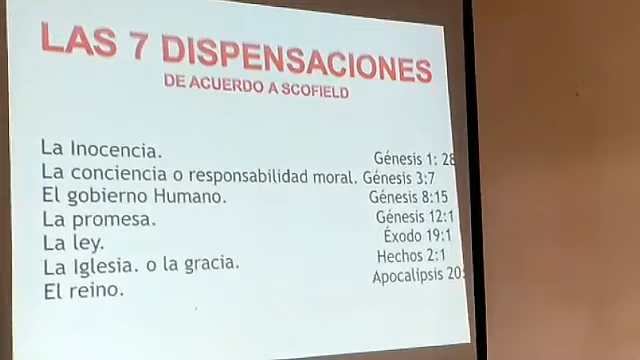 LAS 7 DISPENSACIONES
DE ACUERDO A SCOFIELD
La Inocencia. Génesis 1: 28
La conciencia o responsabilidad moral. Génesis 3:7
El gobierno Humano. Génesis 8:15
La promesa. Génesis 12:1
La ley. Éxodo 19:1
La Iglesia. o la gracia. Hechos 2:1
El reino. Apocalipsis 20: